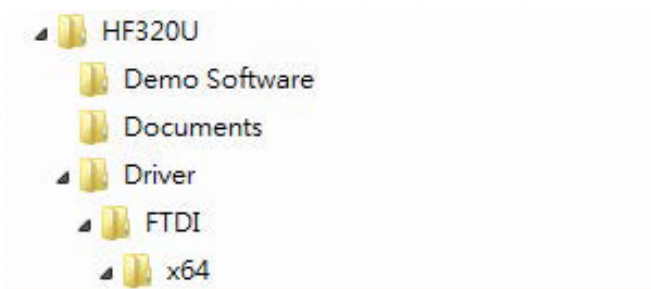 HF320U
Demo Software
Documents
Driver
FTDI
x64